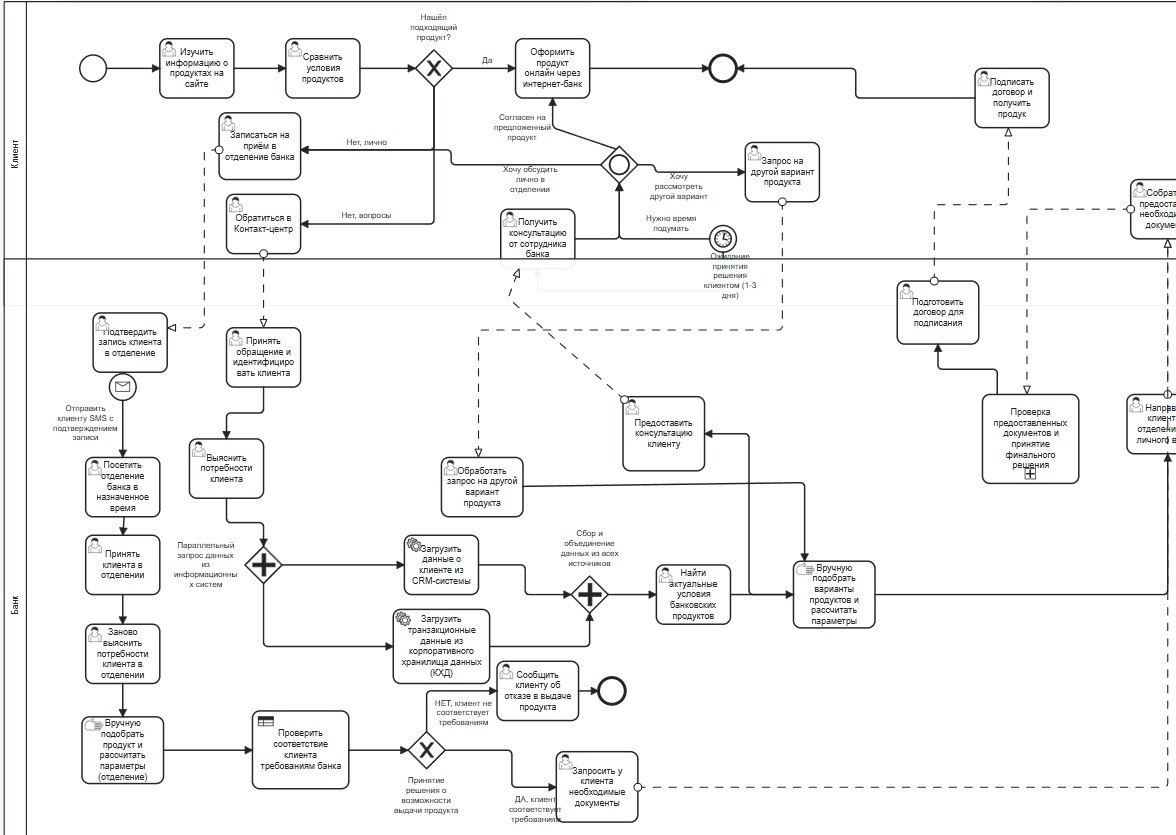 Клиент
Нашёл
подходящий
продукт?
Изучить
информацию о
продуктах на
сайте
Сравнить
условия
продуктов
Да
Оформить
продукт
онлайн через
интернет-банк
Подписать
договор и
получить
продук
Записаться на
приём в
отделение банка
Нет, лично
Согласен на
предложенный
продукт
Хочу обсудить
лично в
отделении
Хочу
рассмотреть
другой вариант
Запрос на
другой вариант
продукта
Обратиться в
Контакт-центр
Нет, вопросы
Получить
консультацию
от сотрудника
банка
Нужно время
подумать
Ожидание
принятия
решения
клиентом (1-3
дня)
Собрат
предоста
необходи
докуме
Банк
Подтвердить
запись клиента
в отделение
Отправить
клиенту SMS с
подтверждением
записи
Принять
обращение и
идентифициро
вать клиента
Подготовить
договор для
подписания
Проверка
предоставленных
документов и
принятие
финального
решения
Направ
клиент
отделени
личного в
Предоставить
консультацию
клиенту
Выяснить
потребности
клиента
Обработать
запрос на другой
вариант
продукта
Посетить
отделение
банка в
назначенное
время
Принять
клиента в
отделении
Параллельный
запрос данных
из
информационны
х систем
Загрузить
данные о
клиенте из
CRM-системы
Сбор и
объединение
данных из всех
источников
Найти
актуальные
условия
банковских
продуктов
Вручную
подобрать
варианты
продуктов и
рассчитать
параметры
Загрузить
транзакционные
данные из
корпоративного
хранилища данных
(КХД)
Заново
выяснить
потребности
клиента в
отделении
Сообщить
клиенту об
отказе в выдаче
продукта
НЕТ, клиент не
соответствует
требованиям
Вручную
подобрать
продукт и
рассчитать
параметры
(отделение)
Проверить
соответствие
клиента
требованиям банка
Принятие
решения о
возможности
выдачи продукта
ДА, клиент
соответствует
требованиям
Запросить у
клиента
необходимые
документы